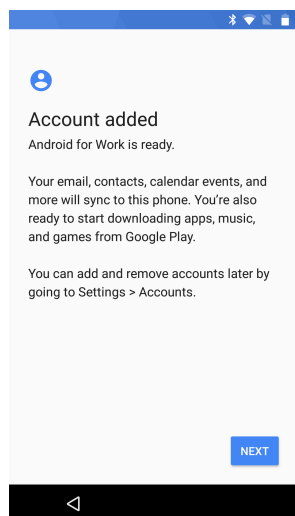 Account added
Android for Work is ready.
Your email, contacts, calendar events, and
more will sync to this phone. You’re also
ready to start downloading apps, music,
and games from Google Play.
You can add and remove accounts later by
going to Settings > Accounts.
NEXT